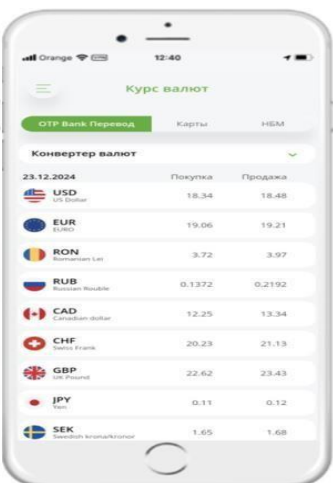 Orange 12:40
Курс валют
OTP Bank Перевод Карты НБМ
Конвертер валют
23.12.2024 Покупка Продажа
USD 18.34 18.48
US Dollar
EUR 19.06 19.21
EURO
RON 3.72 3.97
Romanian Lei
RUB 0.1372 0.2192
Russian Rouble
CAD 12.25 13.34
Canadian dollar
CHF 20.23 21.13
Swiss Frank
GBP 22.62 23.43
UK Pound
JPY 0.11 0.12
Yen
SEK 1.65 1.68
Swedish krona/kronor